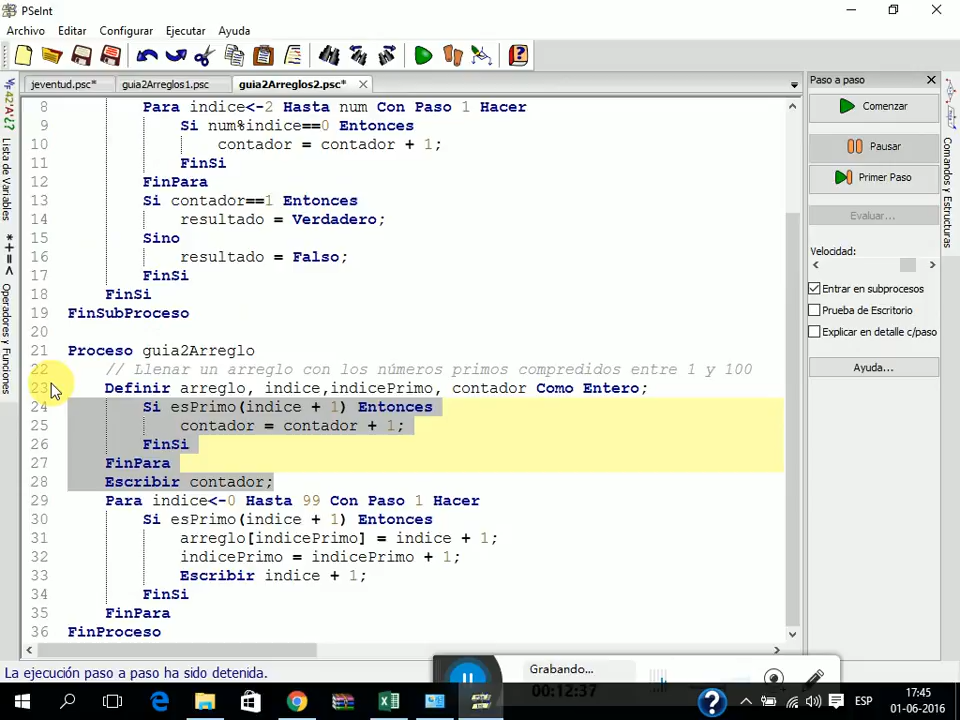 PSeInt
Archivo Editar Configurar Ejecutar Ayuda
jeventud.psc* guia2Arreglos1.psc guia2Arreglos2.psc*
8 Para indice<-2 Hasta num Con Paso 1 Hacer
9 Si num%indice==0 Entonces
10 contador = contador + 1;
11 FinSi
12 FinPara
13 Si contador==1 Entonces
14 resultado = Verdadero;
15 Sino
16 resultado = Falso;
17 FinSi
18 FinSi
19 FinSubProceso
20
21 Proceso guia2Arreglo
22 // Llenar un arreglo con los números primos compredidos entre 1 y 100
23 Definir arreglo, indice,indicePrimo, contador Como Entero;
24 Si esPrimo(indice + 1) Entonces
25 contador = contador + 1;
26 FinSi
27 FinPara
28 Escribir contador;
29 Para indice<-0 Hasta 99 Con Paso 1 Hacer
30 Si esPrimo(indice + 1) Entonces
31 arreglo[indicePrimo] = indice + 1;
32 indicePrimo = indicePrimo + 1;
33 Escribir indice + 1;
34 FinSi
35 FinPara
36 FinProceso
Lista de Variables
*+=< Operadores y Funciones
Paso a paso
Comenzar
Pausar
Primer Paso
Evaluar...
Velocidad:
Entrar en subprocesos
Prueba de Escritorio
Explicar en detalle c/paso
Ayuda...
Comandos y Estructuras
La ejecución paso a paso ha sido detenida.
Grabando...
00:12:37
ESP
17:45
01-06-2016